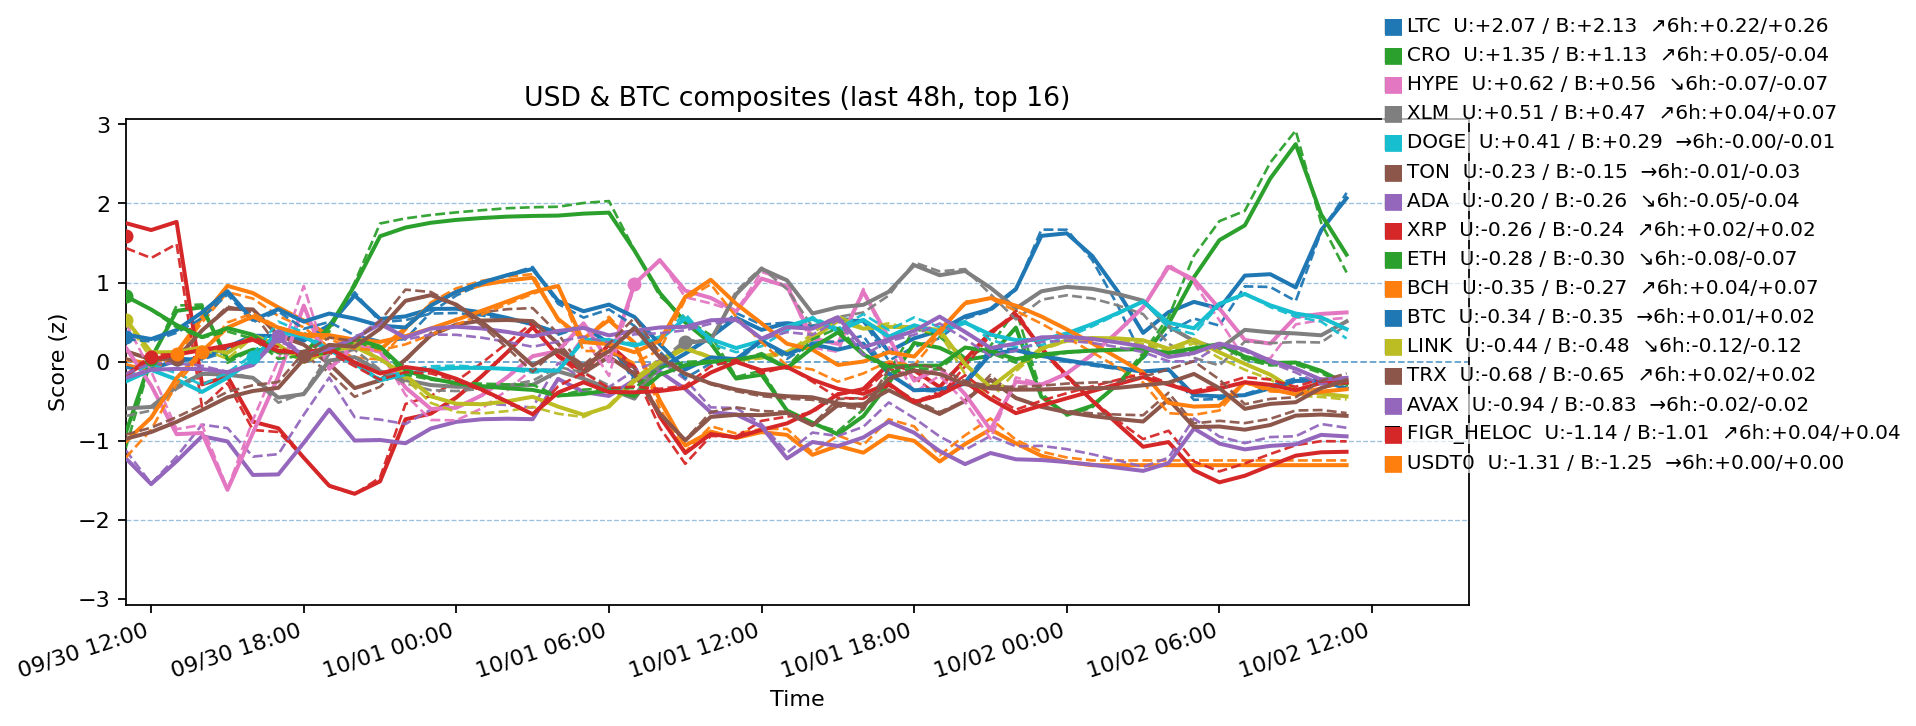 USD & BTC composites (last 48h, top 16)
LTC U:+2.07 / B:+2.13 ↗6h:+0.22/+0.26
CRO U:+1.35 / B:+1.13 ↗6h:+0.05/-0.04
HYPE U:+0.62 / B:+0.56 ↘6h:-0.07/-0.07
XLM U:+0.51 / B:+0.47 ↗6h:+0.04/+0.07
DOGE U:+0.41 / B:+0.29 →6h:-0.00/-0.01
TON U:-0.23 / B:-0.15 →6h:-0.01/-0.03
ADA U:-0.20 / B:-0.26 ↘6h:-0.05/-0.04
XRP U:-0.26 / B:-0.24 ↗6h:+0.02/+0.02
ETH U:-0.28 / B:-0.30 ↘6h:-0.08/-0.07
BCH U:-0.35 / B:-0.27 ↗6h:+0.04/+0.07
BTC U:-0.34 / B:-0.35 →6h:+0.01/+0.02
LINK U:-0.44 / B:-0.48 ↘6h:-0.12/-0.12
TRX U:-0.68 / B:-0.65 ↗6h:+0.02/+0.02
AVAX U:-0.94 / B:-0.83 →6h:-0.02/-0.02
FIGR_HELOC U:-1.14 / B:-1.01 ↗6h:+0.04/+0.04
USDT0 U:-1.31 / B:-1.25 →6h:+0.00/+0.00
Score (z)
3
2
1
0
−1
−2
−3
09/30 12:00
09/30 18:00
10/01 00:00
10/01 06:00
10/01 12:00
10/01 18:00
10/02 00:00
10/02 06:00
10/02 12:00
Time